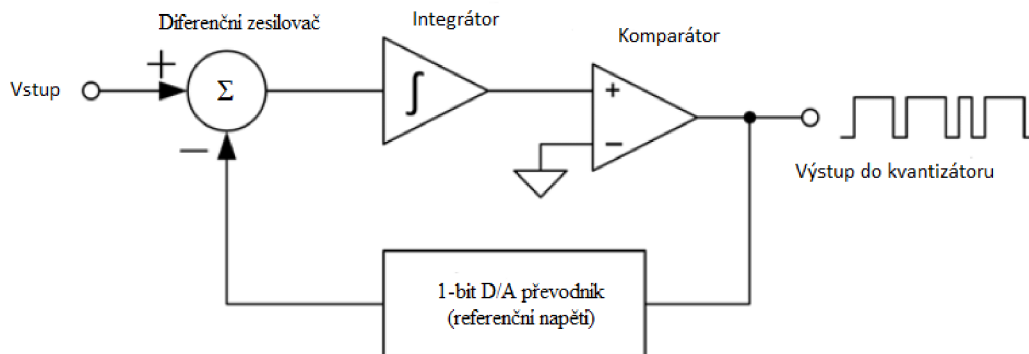 Diferenční zesilovač
Integrátor
Komparátor
Vstup
+
Σ
∫
+
−
−
Výstup do kvantizátoru
1-bit D/A převodník
(referenční napětí)